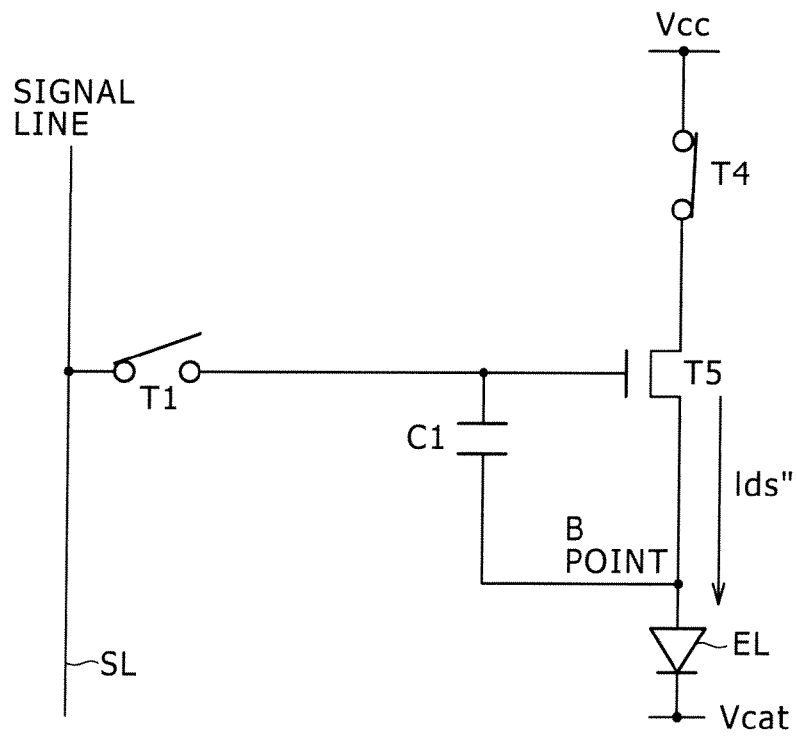 Vcc
SIGNAL
LINE
T4
T1
T5
C1
Ids"
B
POINT
EL
SL
Vcat